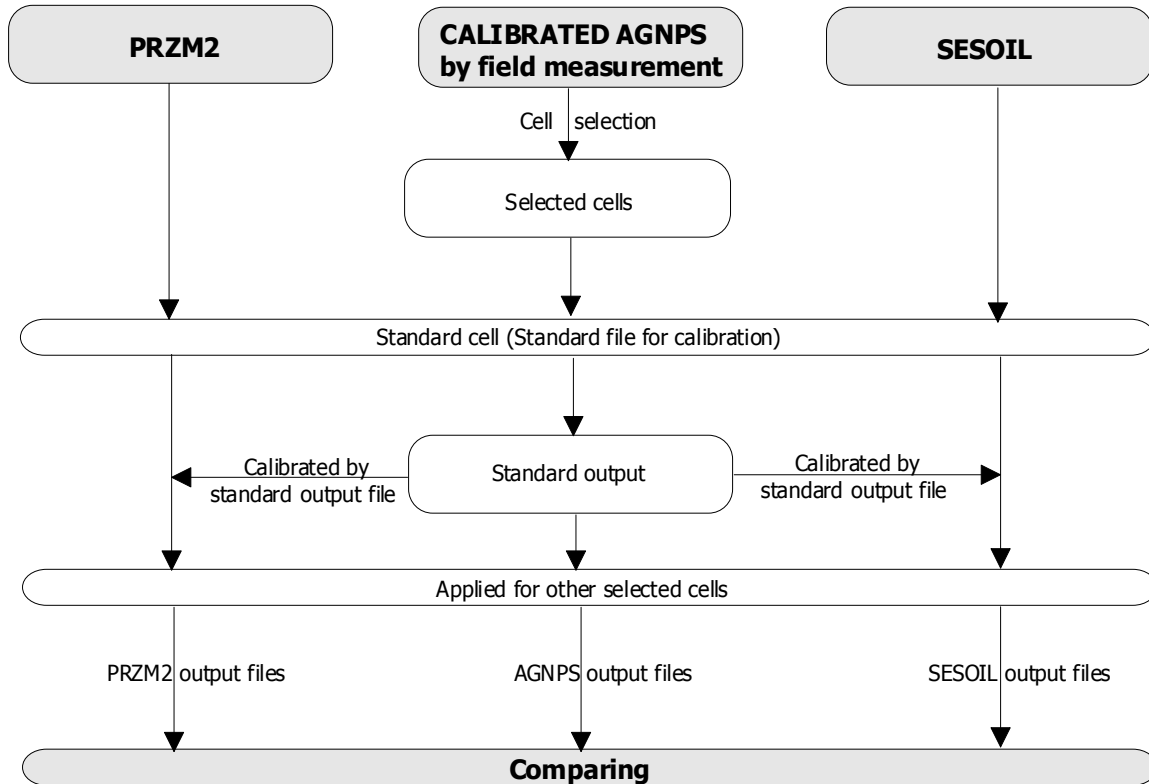 PRZM2
CALIBRATED AGNPS
by field measurement
SESOIL
Cell selection
Selected cells
Standard cell (Standard file for calibration)
Calibrated by
standard output file
Standard output
Calibrated by
standard output file
Applied for other selected cells
PRZM2 output files
AGNPS output files
SESOIL output files
Comparing